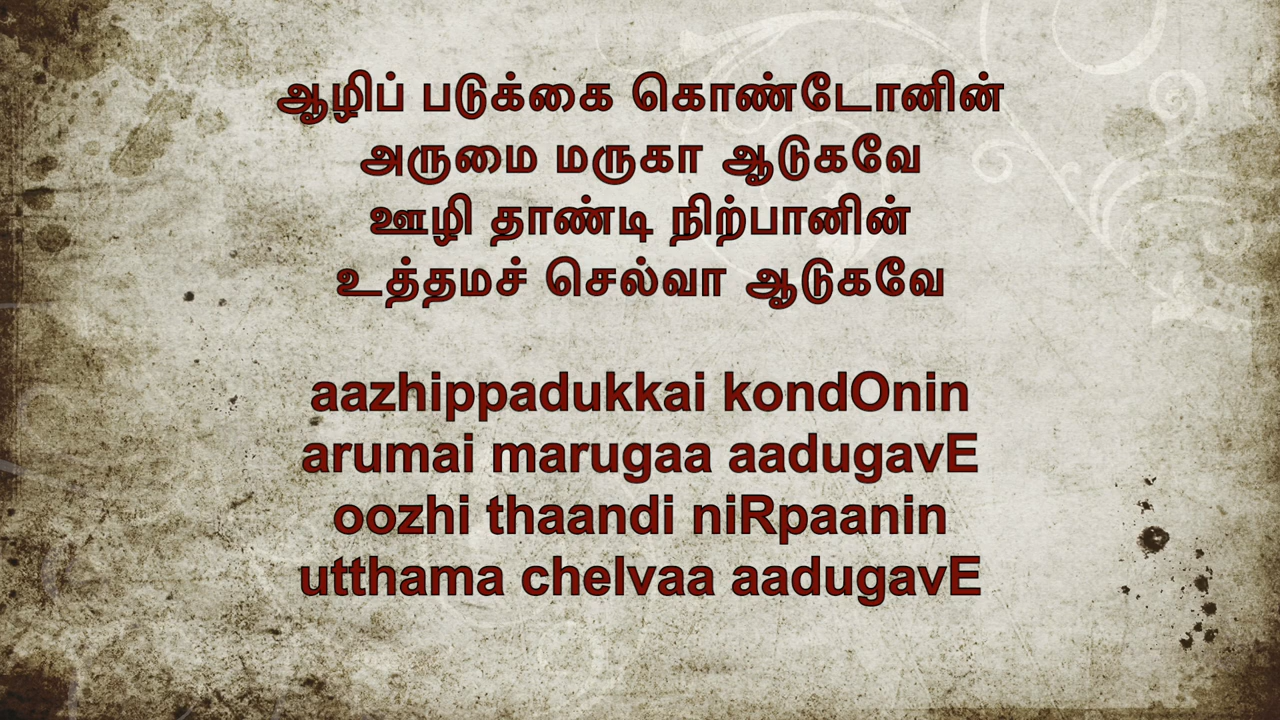 ஆழிப் படுக்கை கொண்டோனின்
அருமை மருகா ஆடுகவே
ஊழி தாண்டி நிற்பானின்
உத்தமச் செல்வா ஆடுகவே
aazhippadukkai kondOnin
arumai marugaa aadugavE
oozhi thaandi niRpaanin
utthama chelvaa aadugavE